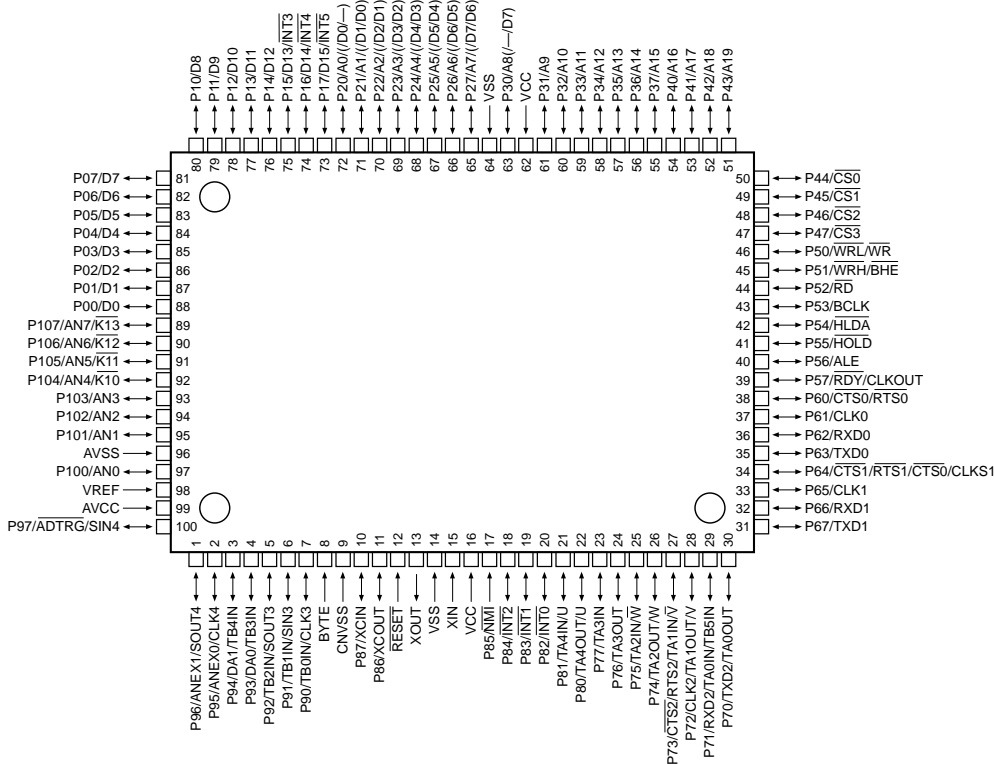 P10/D8
P11/D9
P12/D10
P13/D11
P14/D12
P15/D13/INT3
P16/D14/INT4
P17/D15/INT5
P20/A0/(/D0/—)
P21/A1/(/D1/D0)
P22/A2/(/D2/D1)
P23/A3/(/D3/D2)
P24/A4/(/D4/D3)
P25/A5/(/D5/D4)
P26/A6/(/D6/D5)
P27/A7/(/D7/D6)
VSS
P30/A8(/—/D7)
VCC
P31/A9
P32/A10
P33/A11
P34/A12
P35/A13
P36/A14
P37/A15
P40/A16
P41/A17
P42/A18
P43/A19
80 79 78 77 76 75 74 73 72 71 70 69 68 67 66 65 64 63 62 61 60 59 58 57 56 55 54 53 52 51
P07/D7 81
P06/D6 82
P05/D5 83
P04/D4 84
P03/D3 85
P02/D2 86
P01/D1 87
P00/D0 88
P107/AN7/K13 89
P106/AN6/K12 90
P105/AN5/K11 91
P104/AN4/K10 92
P103/AN3 93
P102/AN2 94
P101/AN1 95
AVSS 96
P100/AN0 97
VREF 98
AVCC 99
P97/ADTRG/SIN4 100
50 P44/CS0
49 P45/CS1
48 P46/CS2
47 P47/CS3
46 P50/WRL/WR
45 P51/WRH/BHE
44 P52/RD
43 P53/BCLK
42 P54/HLDA
41 P55/HOLD
40 P56/ALE
39 P57/RDY/CLKOUT
38 P60/CTS0/RTS0
37 P61/CLK0
36 P62/RXD0
35 P63/TXD0
34 P64/CTS1/RTS1/CTS0/CLKS1
33 P65/CLK1
32 P66/RXD1
31 P67/TXD1
1 2 3 4 5 6 7 8 9 10 11 12 13 14 15 16 17 18 19 20 21 22 23 24 25 26 27 28 29 30
P96/ANEX1/SOUT4
P95/ANEX0/CLK4
P94/DA1/TB4IN
P93/DA0/TB3IN
P92/TB2IN/SOUT3
P91/TB1IN/SIN3
P90/TB0IN/CLK3
BYTE
CNVSS
P87/XCIN
P86/XCOUT
RESET
XOUT
VSS
XIN
VCC
P85/NMI
P84/INT2
P83/INT1
P82/INT0
P81/TA4IN/U
P80/TA4OUT/U
P77/TA3IN
P76/TA3OUT
P75/TA2IN/W
P74/TA2OUT/W
P73/CTS2/RTS2/TA1IN/V
P72/CLK2/TA1OUT/V
P71/RXD2/TA0IN/TB5IN
P70/TXD2/TA0OUT